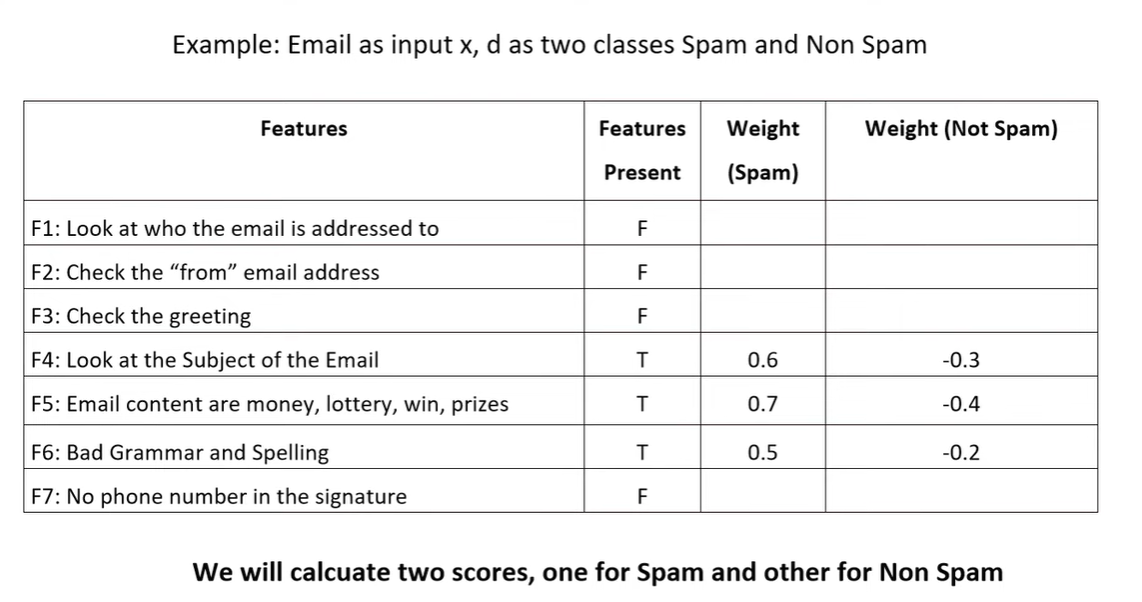 Example: Email as input x, d as two classes Spam and Non Spam
Features Features Present Weight (Spam) Weight (Not Spam)
F1: Look at who the email is addressed to F
F2: Check the “from” email address F
F3: Check the greeting F
F4: Look at the Subject of the Email T 0.6 -0.3
F5: Email content are money, lottery, win, prizes T 0.7 -0.4
F6: Bad Grammar and Spelling T 0.5 -0.2
F7: No phone number in the signature F
We will calcuate two scores, one for Spam and other for Non Spam